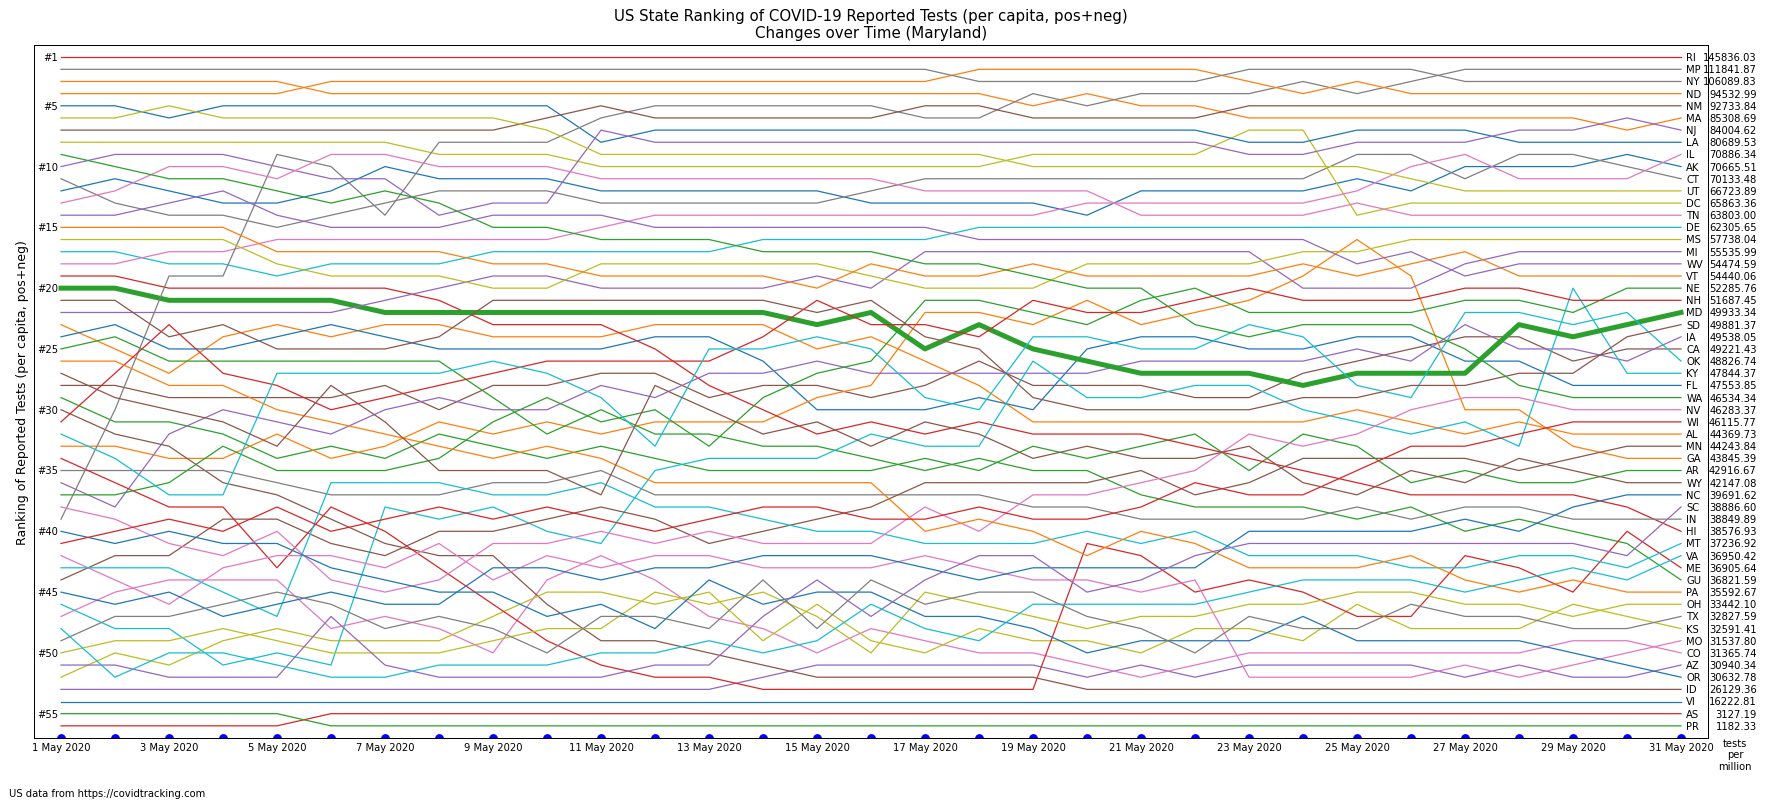 US State Ranking of COVID-19 Reported Tests (per capita, pos+neg)
Changes over Time (Maryland)
Ranking of Reported Tests (per capita, pos+neg)
#1
#5
#10
#15
#20
#25
#30
#35
#40
#45
#50
#55
RI 145836.03
MP 111841.87
NY 106089.83
ND 94532.99
NM 92733.84
MA 85308.69
NJ 84004.62
LA 80689.53
IL 70886.34
AK 70665.51
CT 70133.48
UT 66723.89
DC 65863.36
TN 63803.00
DE 62305.65
MS 57738.04
MI 55535.99
WV 54474.59
VT 54440.06
NE 52285.76
NH 51687.45
MD 49933.34
SD 49881.37
IA 49538.05
CA 49221.43
OK 48826.74
KY 47844.37
FL 47553.85
WA 46534.34
NV 46283.37
WI 46115.77
AL 44369.73
MN 44243.84
GA 43845.39
AR 42916.67
WY 42147.08
NC 39691.62
SC 38886.60
IN 38849.89
HI 38576.93
MT 37236.92
VA 36950.42
ME 36905.64
GU 36821.59
PA 35592.67
OH 33442.10
TX 32827.59
KS 32591.41
MO 31537.80
CO 31365.74
AZ 30940.34
OR 30632.78
ID 26129.36
VI 16222.81
AS 3127.19
PR 1182.33
1 May 2020 3 May 2020 5 May 2020 7 May 2020 9 May 2020 11 May 2020 13 May 2020 15 May 2020 17 May 2020 19 May 2020 21 May 2020 23 May 2020 25 May 2020 27 May 2020 29 May 2020 31 May 2020
tests
per
million
US data from https://covidtracking.com